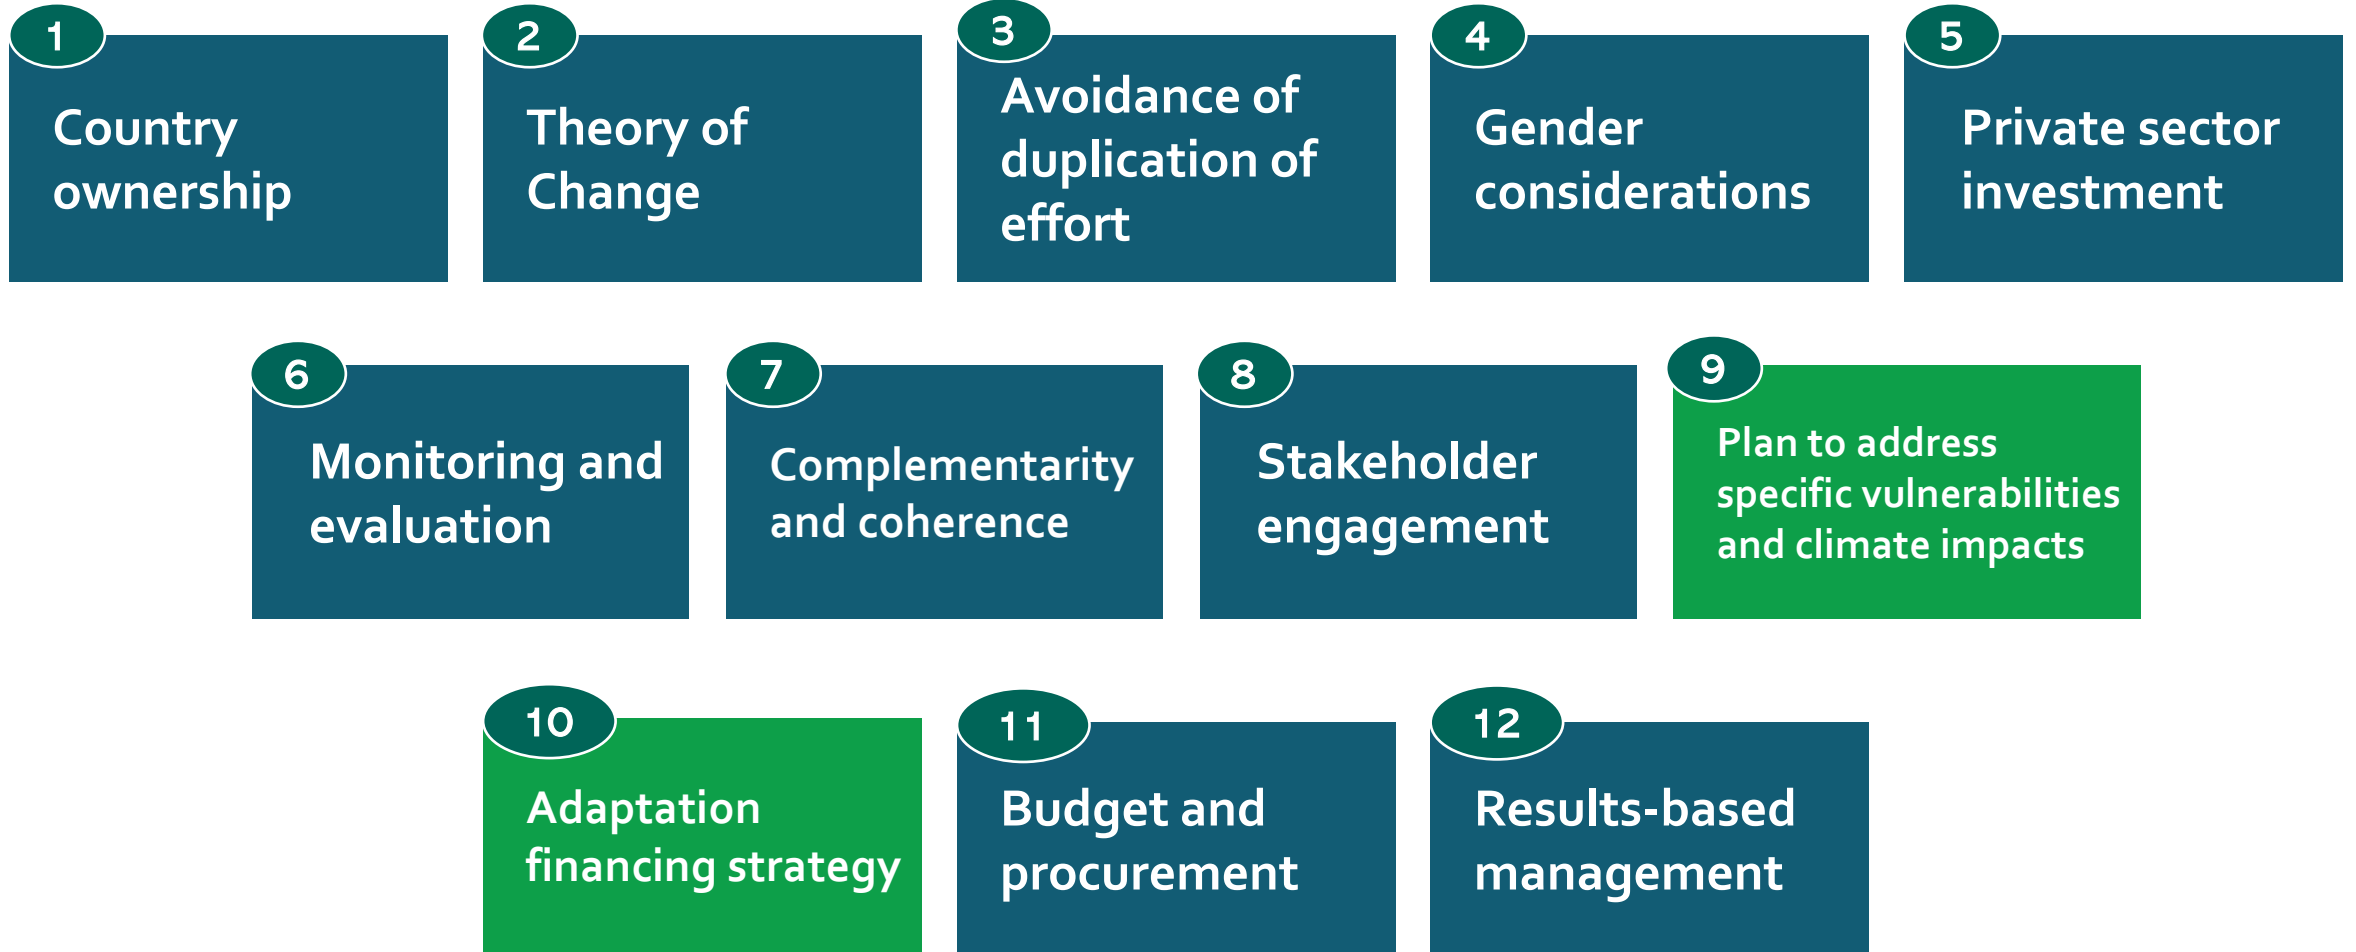 1
Country
ownership
2
Theory of
Change
3
Avoidance of
duplication of
effort
4
Gender
considerations
5
Private sector
investment
6
Monitoring and
evaluation
7
Complementarity
and coherence
8
Stakeholder
engagement
9
Plan to address
specific vulnerabilities
and climate impacts
10
Adaptation
financing strategy
11
Budget and
procurement
12
Results-based
management